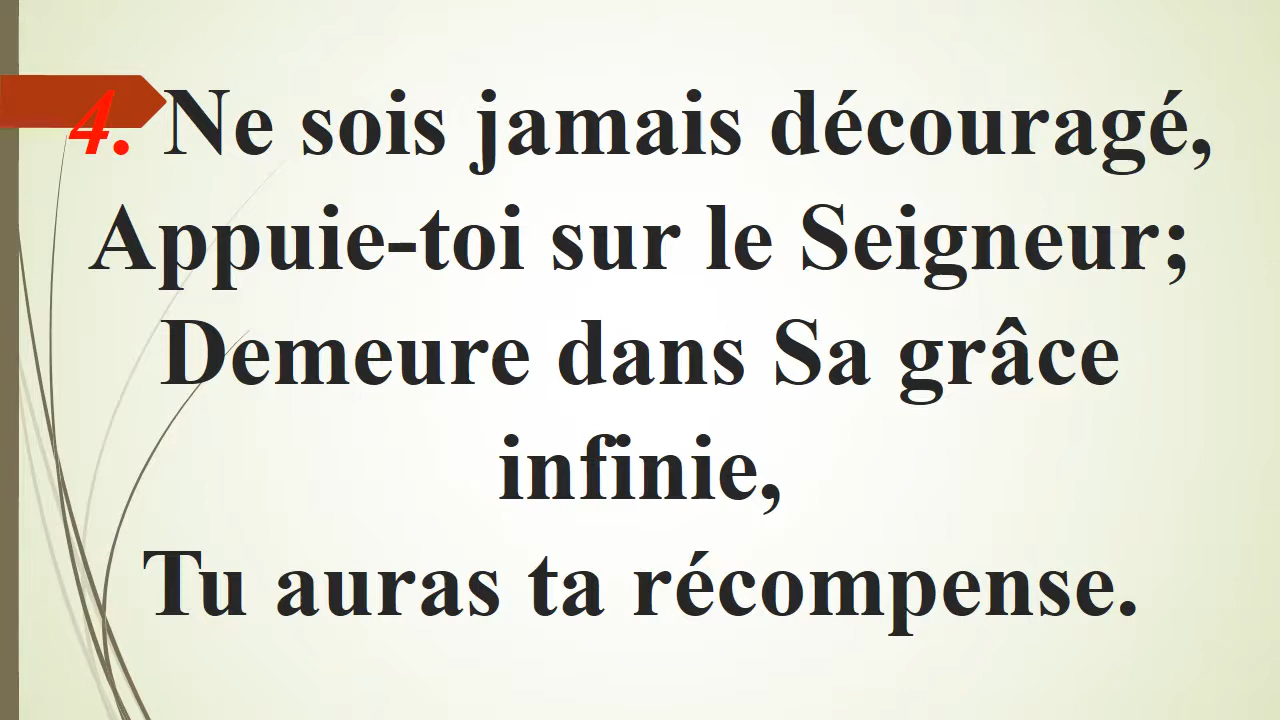 4. Ne sois jamais découragé,
Appuie-toi sur le Seigneur;
Demeure dans Sa grâce
infinie,
Tu auras ta récompense.